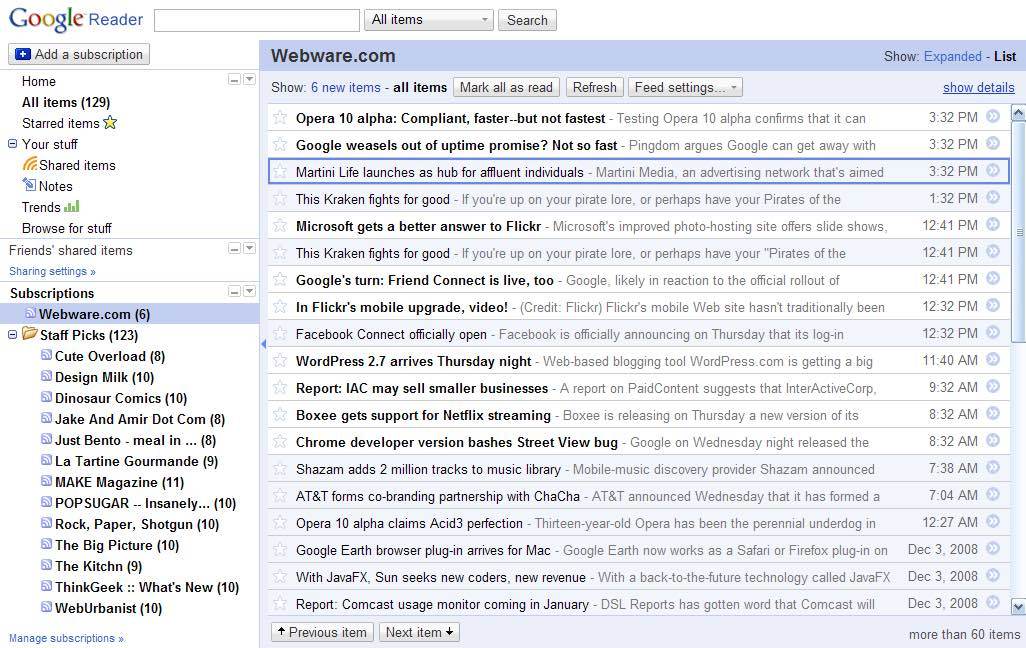 Google Reader All items Search
Add a subscription
Home
All items (129)
Starred items
Your stuff
Shared items
Notes
Trends
Browse for stuff
Friends' shared items
Sharing settings »
Subscriptions
Webware.com (6)
Staff Picks (123)
Cute Overload (8)
Design Milk (10)
Dinosaur Comics (10)
Jake And Amir Dot Com (8)
Just Bento - meal in ... (8)
La Tartine Gourmande (9)
MAKE Magazine (11)
POPSUGAR -- Insanely... (10)
Rock, Paper, Shotgun (10)
The Big Picture (10)
The Kitchn (9)
ThinkGeek :: What's New (10)
WebUrbanist (10)
Manage subscriptions »
Webware.com Show: Expanded - List
Show: 6 new items - all items Mark all as read Refresh Feed settings... show details
Opera 10 alpha: Compliant, faster--but not fastest - Testing Opera 10 alpha confirms that it can 3:32 PM
Google weasels out of uptime promise? Not so fast - Pingdom argues Google can get away with 3:32 PM
Martini Life launches as hub for affluent individuals - Martini Media, an advertising network that's aimed 3:32 PM
This Kraken fights for good - If you're up on your pirate lore, or perhaps have your Pirates of the 1:32 PM
Microsoft gets a better answer to Flickr - Microsoft's improved photo-hosting site offers slide shows, 12:41 PM
This Kraken fights for good - If you're up on your pirate lore, or perhaps have your "Pirates of the 12:41 PM
Google's turn: Friend Connect is live, too - Google, likely in reaction to the official rollout of 12:41 PM
In Flickr's mobile upgrade, video! - (Credit: Flickr) Flickr's mobile Web site hasn't traditionally been 12:32 PM
Facebook Connect officially open - Facebook is officially announcing on Thursday that its log-in 12:32 PM
WordPress 2.7 arrives Thursday night - Web-based blogging tool WordPress.com is getting a big 11:40 AM
Report: IAC may sell smaller businesses - A report on PaidContent suggests that InterActiveCorp, 9:32 AM
Boxee gets support for Netflix streaming - Boxee is releasing on Thursday a new version of its 8:32 AM
Chrome developer version bashes Street View bug - Google on Wednesday night released the 8:32 AM
Shazam adds 2 million tracks to music library - Mobile-music discovery provider Shazam announced 7:38 AM
AT&T forms co-branding partnership with ChaCha - AT&T announced Wednesday that it has formed a 7:04 AM
Opera 10 alpha claims Acid3 perfection - Thirteen-year-old Opera has been the perennial underdog in 12:27 AM
Google Earth browser plug-in arrives for Mac - Google Earth now works as a Safari or Firefox plug-in on Dec 3, 2008
With JavaFX, Sun seeks new coders, new revenue - With a back-to-the-future technology called JavaFX Dec 3, 2008
Report: Comcast usage monitor coming in January - DSL Reports has gotten word that Comcast will Dec 3, 2008
Previous item Next item more than 60 items